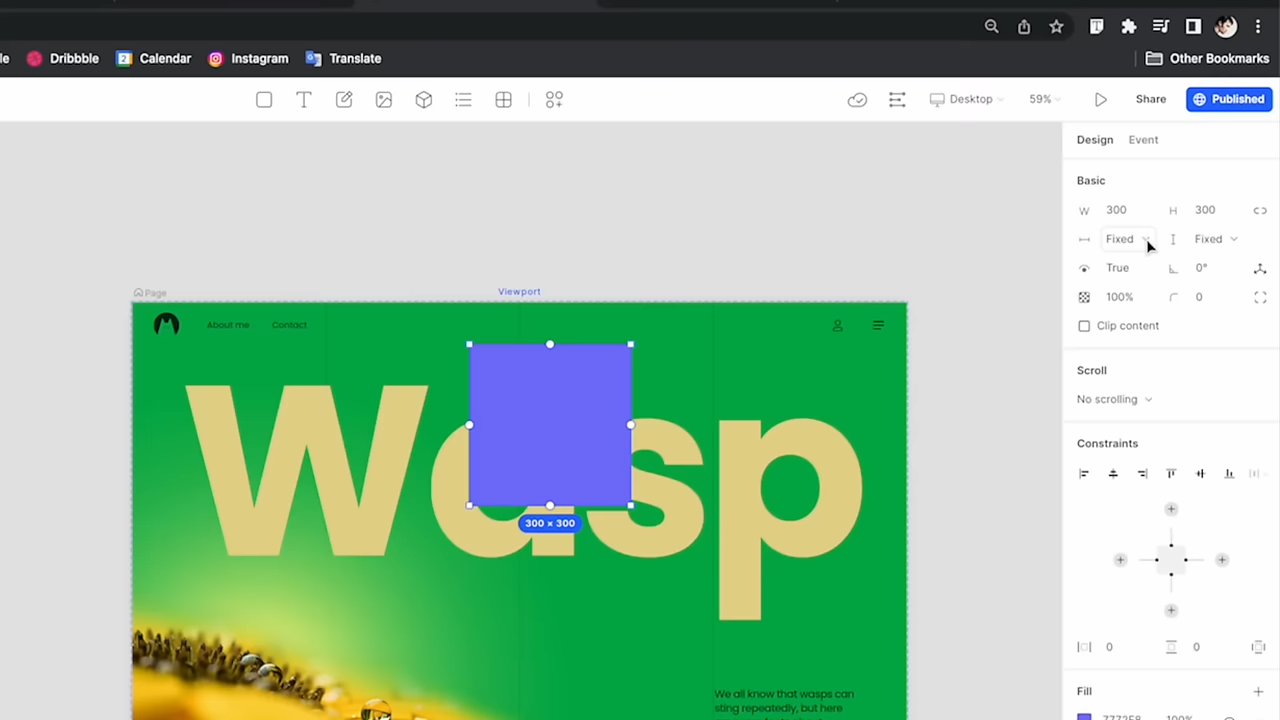 le Dribbble Calendar Instagram Translate Other Bookmarks
Desktop 59% Share Published
Design Event
Basic
W 300 H 300
Fixed Fixed
True 0°
100% 0
Clip content
Scroll
No scrolling
Constraints
0 0
Fill
100%
Page Viewport
About me Contact
Wasp
300 × 300
We all know that wasps can
sting repeatedly, but here